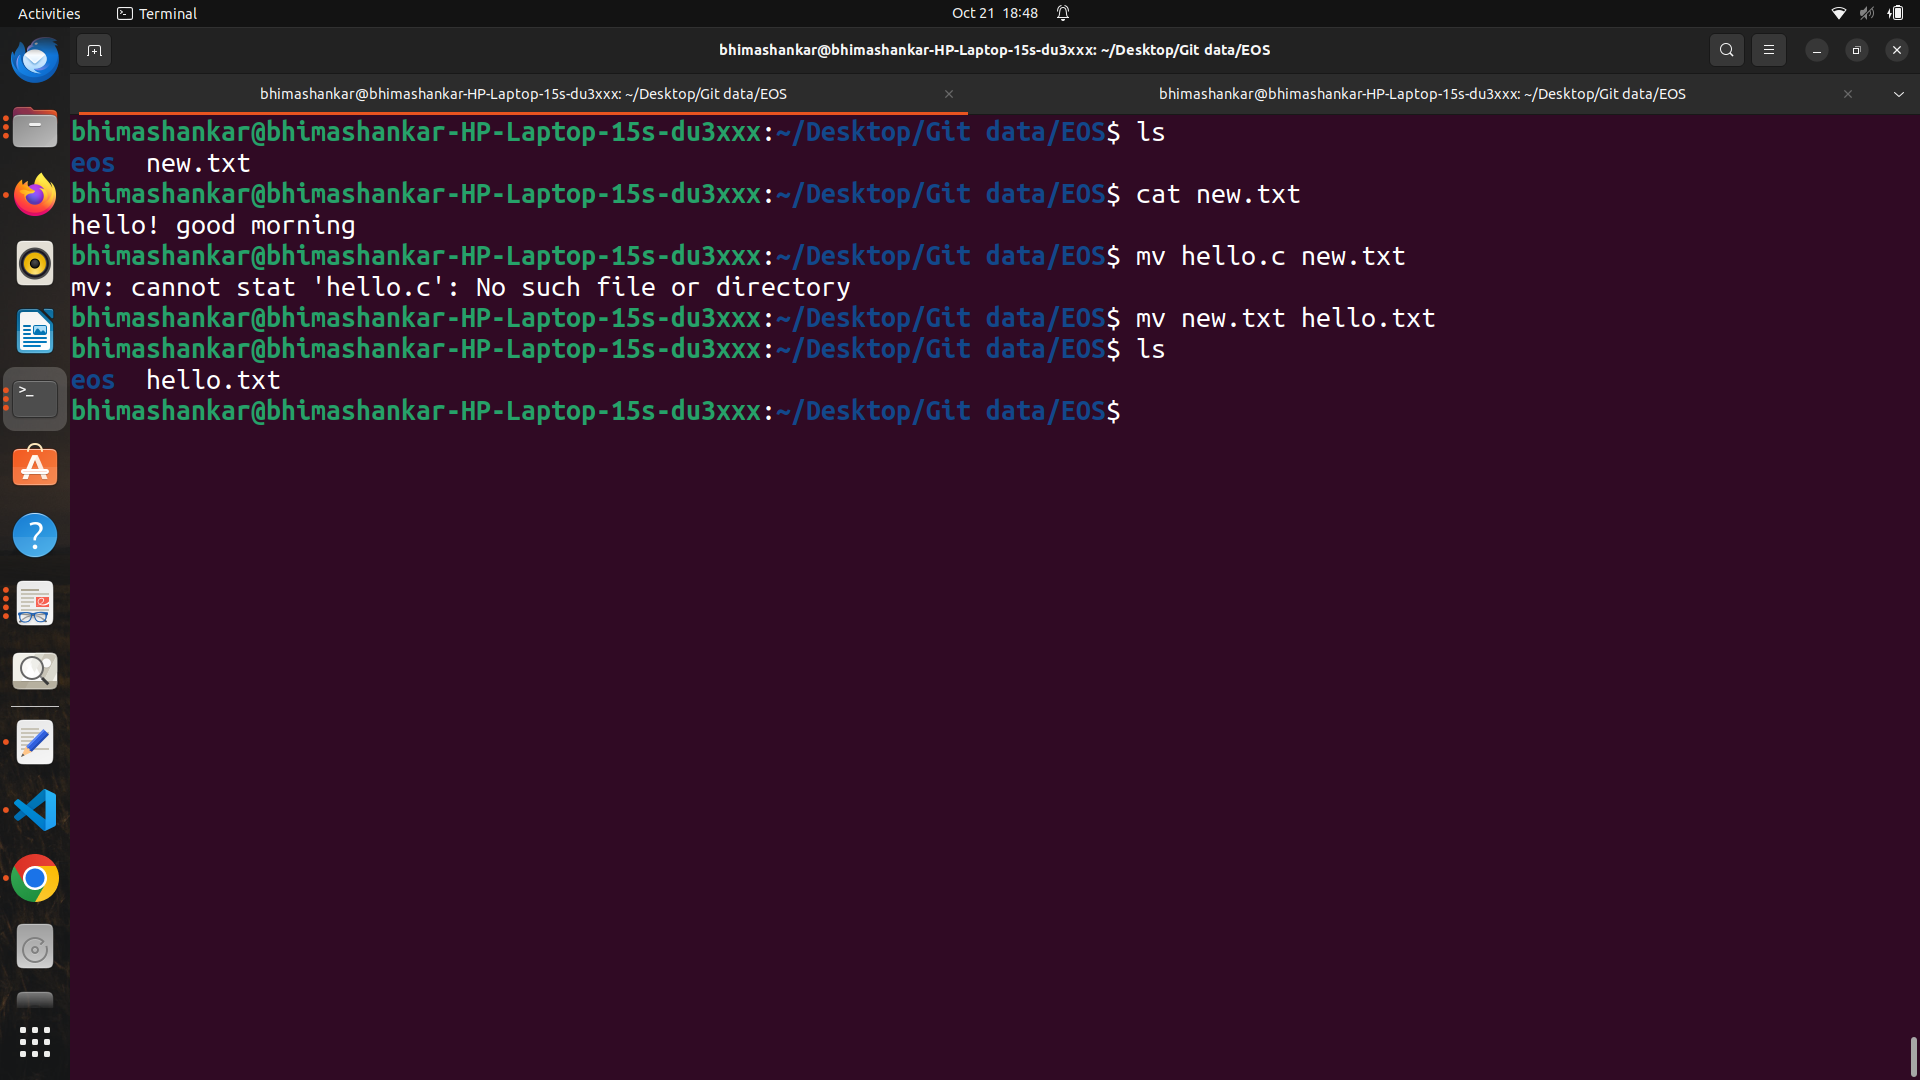 Activities Terminal Oct 21 18:48
bhimashankar@bhimashankar-HP-Laptop-15s-du3xxx: ~/Desktop/Git data/EOS
bhimashankar@bhimashankar-HP-Laptop-15s-du3xxx: ~/Desktop/Git data/EOS × bhimashankar@bhimashankar-HP-Laptop-15s-du3xxx: ~/Desktop/Git data/EOS ×
bhimashankar@bhimashankar-HP-Laptop-15s-du3xxx:~/Desktop/Git data/EOS$ ls
eos  new.txt
bhimashankar@bhimashankar-HP-Laptop-15s-du3xxx:~/Desktop/Git data/EOS$ cat new.txt
hello! good morning
bhimashankar@bhimashankar-HP-Laptop-15s-du3xxx:~/Desktop/Git data/EOS$ mv hello.c new.txt
mv: cannot stat 'hello.c': No such file or directory
bhimashankar@bhimashankar-HP-Laptop-15s-du3xxx:~/Desktop/Git data/EOS$ mv new.txt hello.txt
bhimashankar@bhimashankar-HP-Laptop-15s-du3xxx:~/Desktop/Git data/EOS$ ls
eos  hello.txt
bhimashankar@bhimashankar-HP-Laptop-15s-du3xxx:~/Desktop/Git data/EOS$